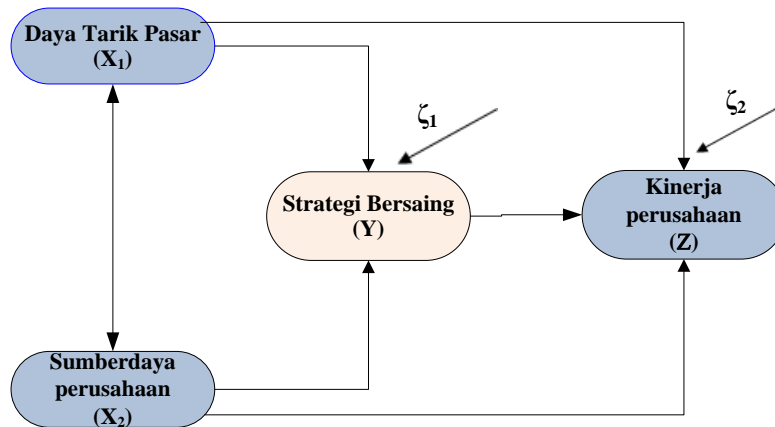 Daya Tarik Pasar
(X₁)
ζ₁
ζ₂
Strategi Bersaing
(Y)
Kinerja
perusahaan
(Z)
Sumberdaya
perusahaan
(X₂)